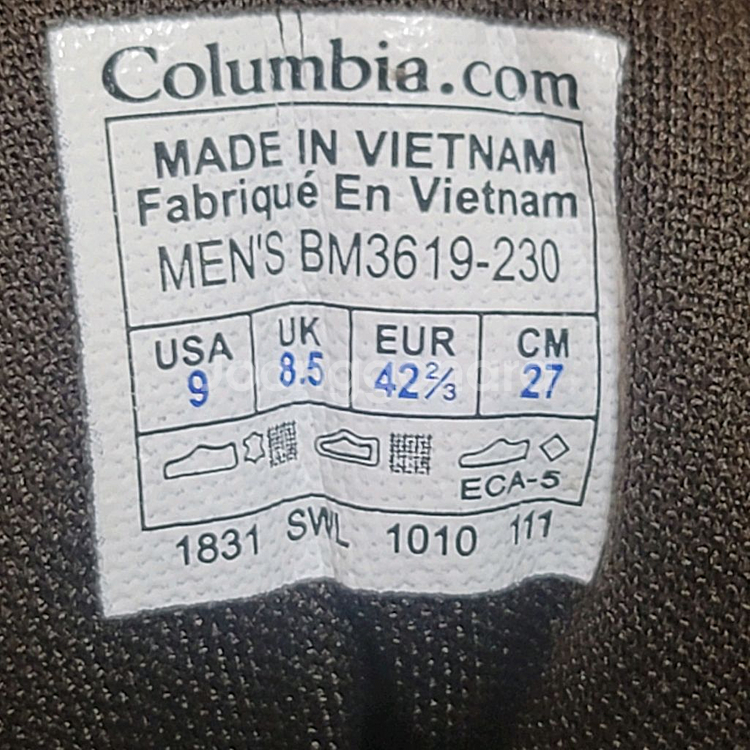 Columbia.com
MADE IN VIETNAM
Fabriqué En Vietnam
MEN'S BM3619-230
USA UK EUR CM
9 8.5 42⅔ 27
ECA-5
1831 SWL 1010 111